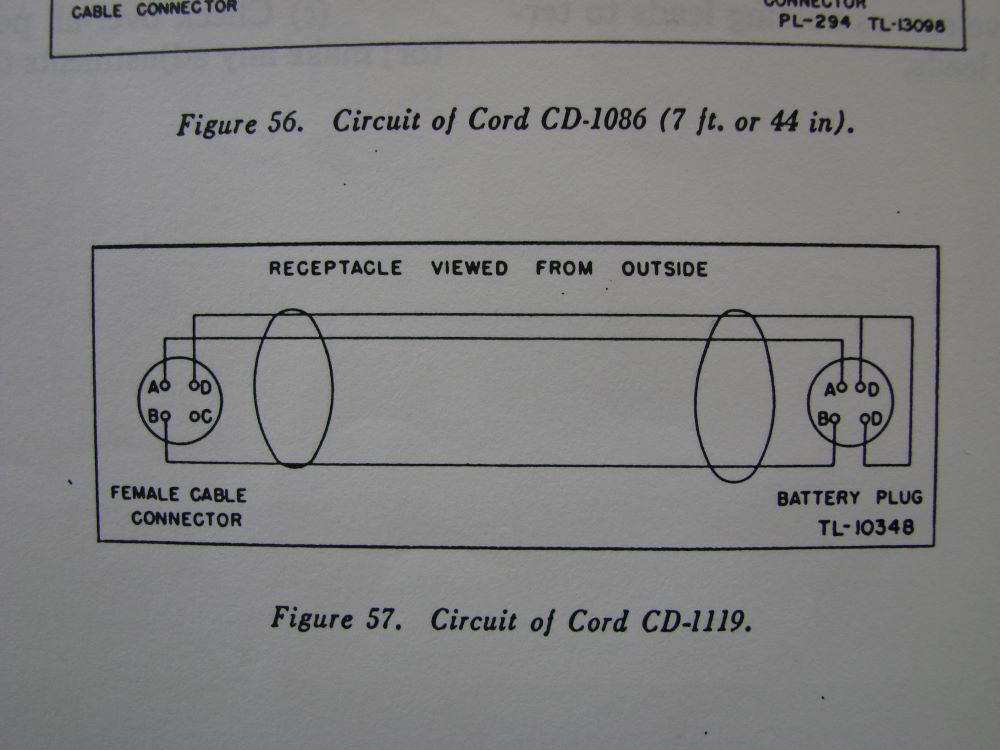 CABLE CONNECTOR
CONNECTOR
PL-294 TL-13098
Figure 56. Circuit of Cord CD-1086 (7 ft. or 44 in).
RECEPTACLE VIEWED FROM OUTSIDE
A D
B C
A D
B D
FEMALE CABLE
CONNECTOR
BATTERY PLUG
TL-10348
Figure 57. Circuit of Cord CD-1119.